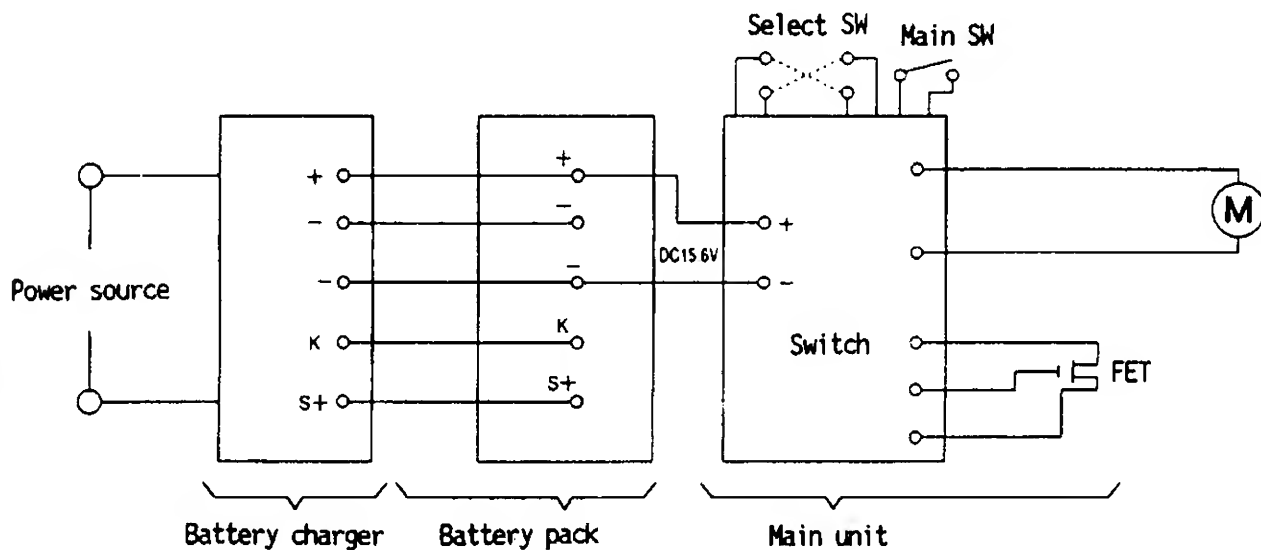 Select SW
Main SW
+
+
-
-
+
-
-
DC15.6V
-
Power source
K
K
Switch
FET
S+
S+
M
Battery charger
Battery pack
Main unit